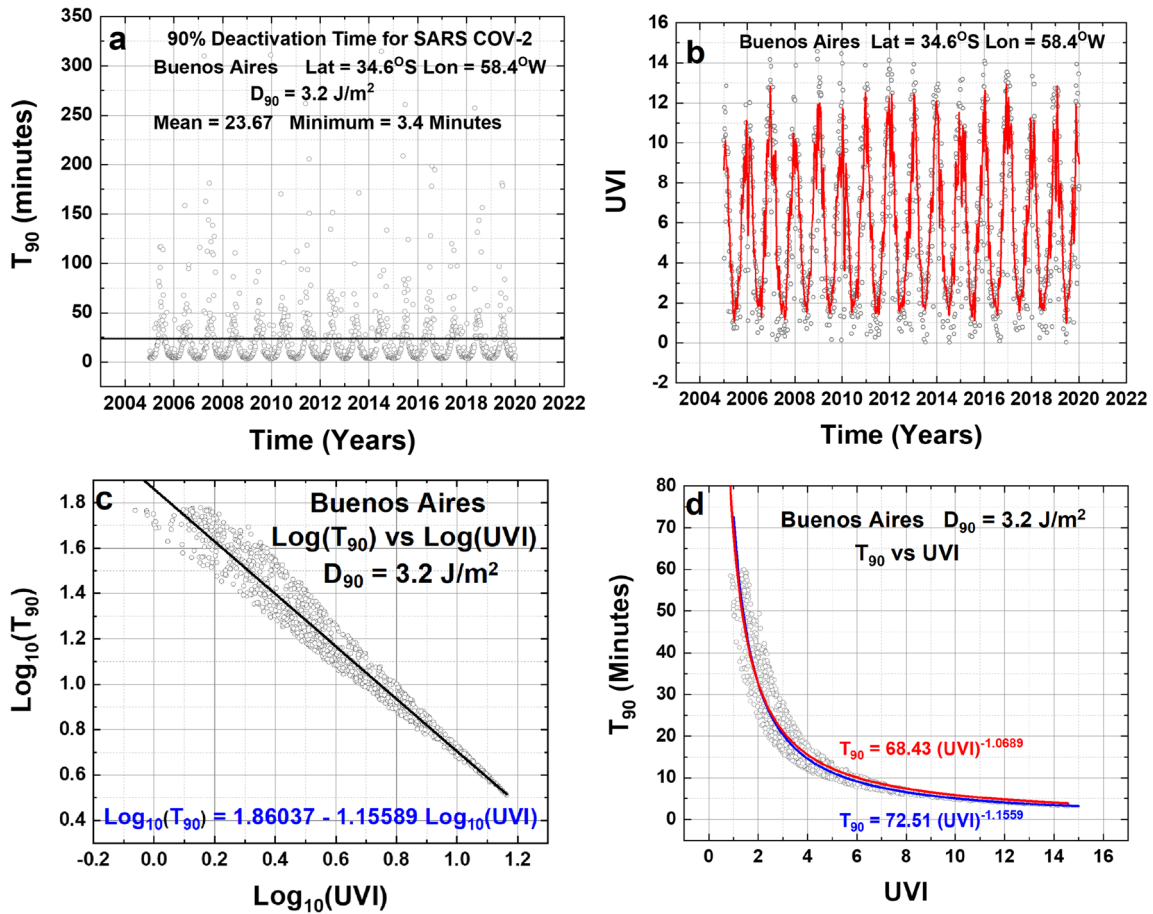 a
90% Deactivation Time for SARS COV-2
Buenos Aires Lat = 34.6ᴼS Lon = 58.4ᴼW
D₉₀ = 3.2 J/m²
Mean = 23.67 Minimum = 3.4 Minutes
350
300
250
200
150
100
50
0
T₉₀ (minutes)
2004 2006 2008 2010 2012 2014 2016 2018 2020 2022
Time (Years)
b
Buenos Aires Lat = 34.6ᴼS Lon = 58.4ᴼW
16
14
12
10
8
6
4
2
0
-2
UVI
2004 2006 2008 2010 2012 2014 2016 2018 2020 2022
Time (Years)
c
Buenos Aires
Log(T₉₀) vs Log(UVI)
D₉₀ = 3.2 J/m²
1.8
1.6
1.4
1.2
1.0
0.8
0.6
0.4
Log₁₀(T₉₀)
Log₁₀(T₉₀) = 1.86037 - 1.15589 Log₁₀(UVI)
-0.2 0.0 0.2 0.4 0.6 0.8 1.0 1.2
Log₁₀(UVI)
d
Buenos Aires D₉₀ = 3.2 J/m²
T₉₀ vs UVI
80
70
60
50
40
30
20
10
0
T₉₀ (Minutes)
T₉₀ = 68.43 (UVI)⁻¹·⁰⁶⁸⁹
T₉₀ = 72.51 (UVI)⁻¹·¹⁵⁵⁹
0 2 4 6 8 10 12 14 16
UVI